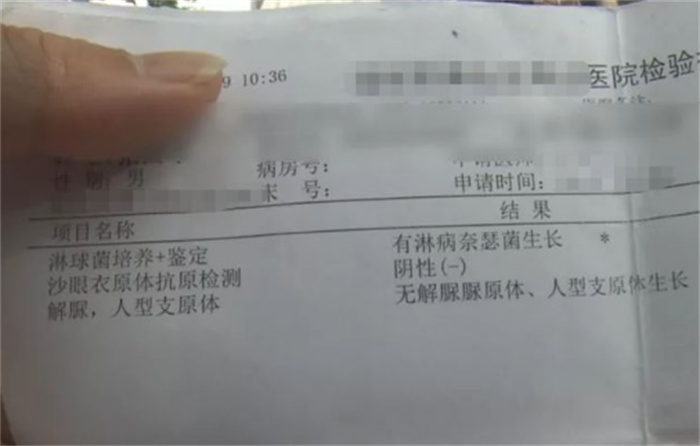 9 10:36
医院检验
病房号:
性 别: 男
床 号:
申请时间:
项目名称
结 果
淋球菌培养+鉴定
有淋病奈瑟菌生长 *
沙眼衣原体抗原检测
阴性(-)
解脲, 人型支原体
无解脲脲原体、人型支原体生长